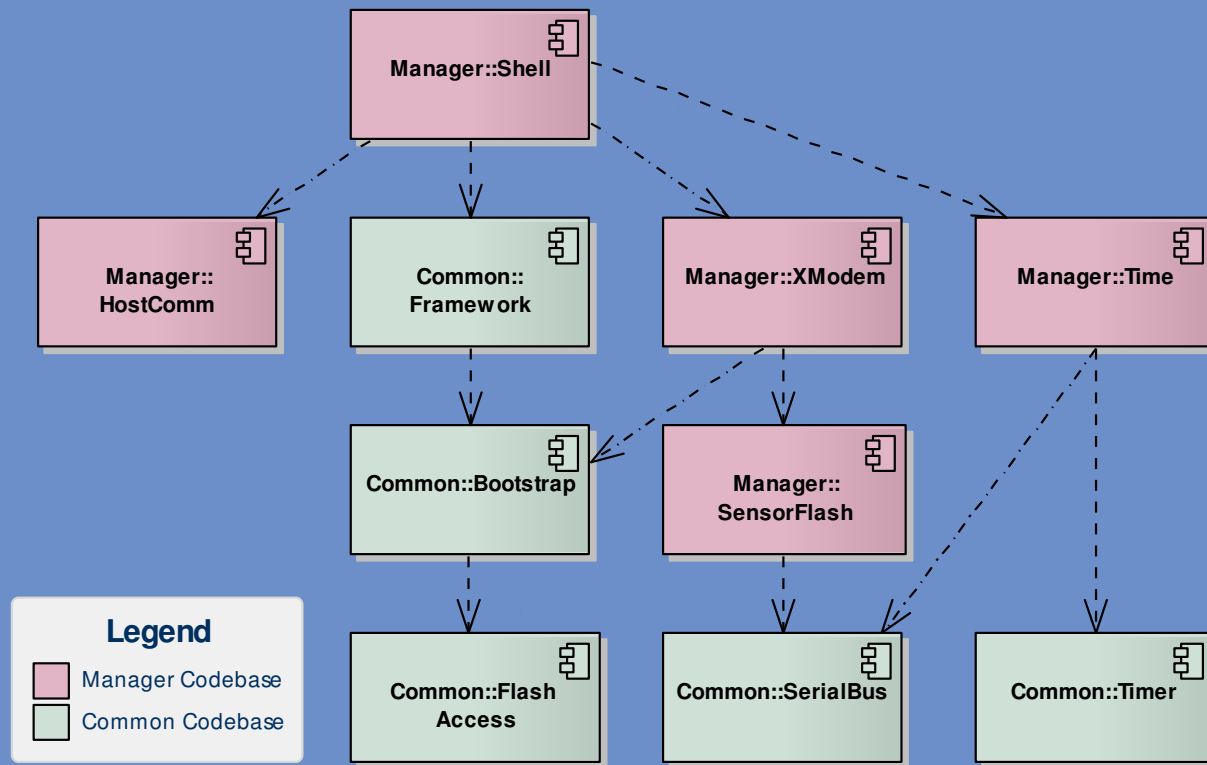 Manager::Shell
Manager::
HostComm
Common::
Framework
Manager::XModem
Manager::Time
Common::Bootstrap
Manager::
SensorFlash
Legend
Manager Codebase
Common Codebase
Common::Flash
Access
Common::SerialBus
Common::Timer